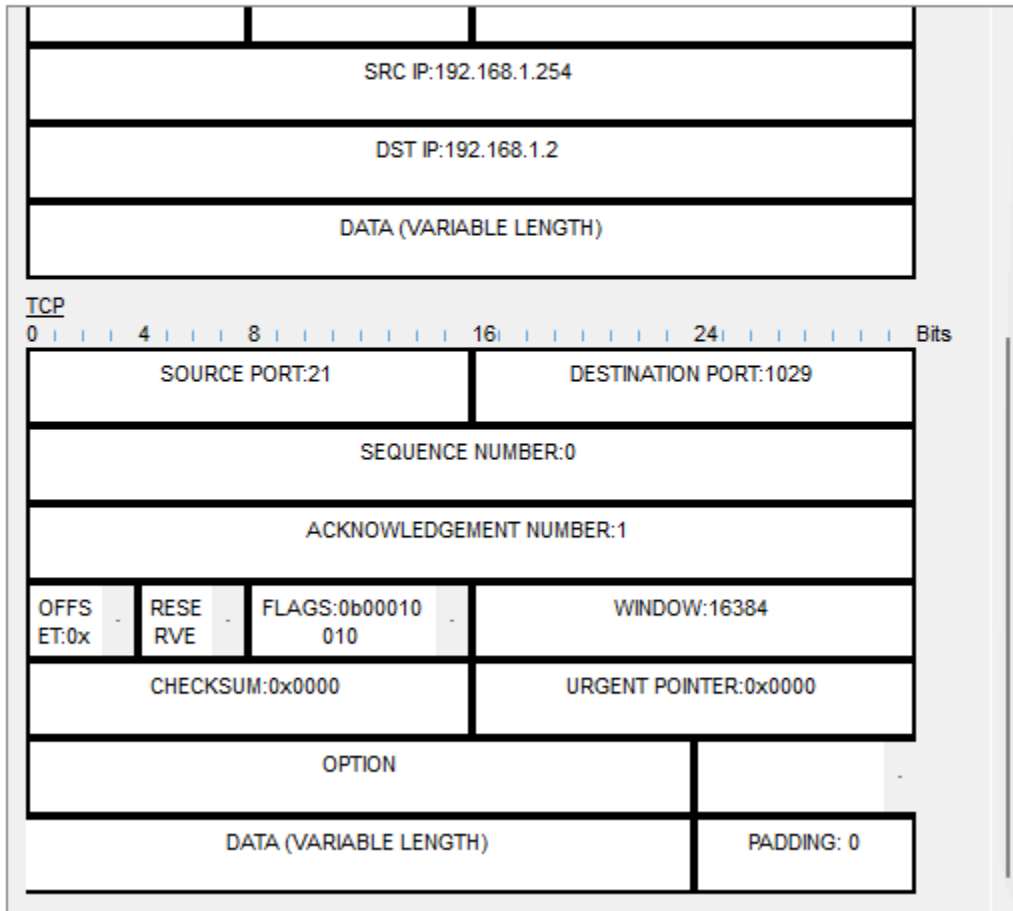 SRC IP:192.168.1.254
DST IP:192.168.1.2
DATA (VARIABLE LENGTH)
TCP
0 4 8 16 24 Bits
SOURCE PORT:21 DESTINATION PORT:1029
SEQUENCE NUMBER:0
ACKNOWLEDGEMENT NUMBER:1
OFFS RESE FLAGS:0b00010 WINDOW:16384
ET:0x RVE 010
CHECKSUM:0x0000 URGENT POINTER:0x0000
OPTION
DATA (VARIABLE LENGTH) PADDING: 0